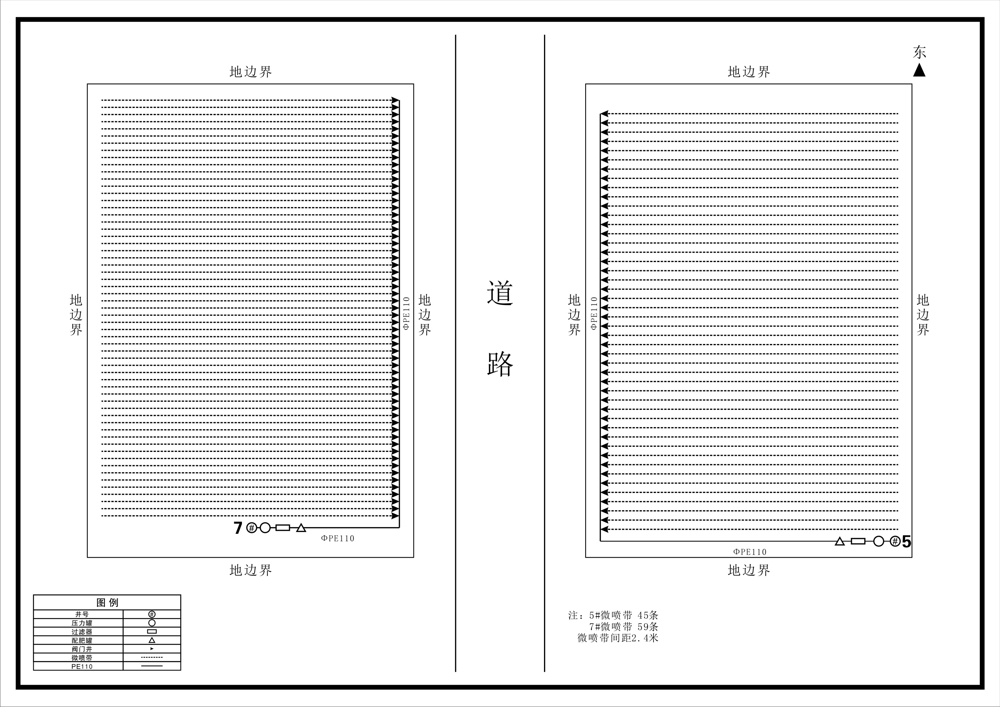 东
地边界
地边界
地边界
ΦPE110
地边界
道路
地边界
ΦPE110
地边界
7 #
ΦPE110
# 5
ΦPE110
地边界
地边界
图例
井号 #
压力罐
过滤器
配肥罐
阀门井
微喷带
PE110
注：5#微喷带 45条
7#微喷带 59条
微喷带间距2.4米